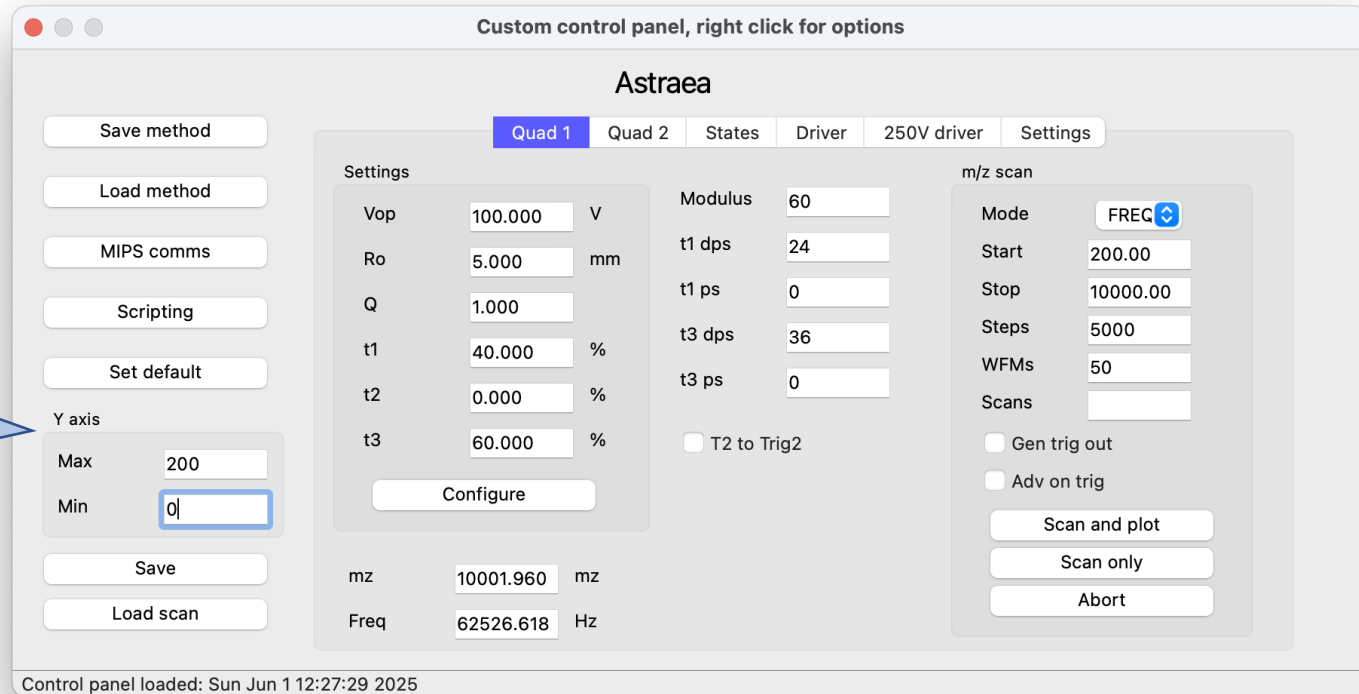 Custom control panel, right click for options
Astraea
Save method
Load method
MIPS comms
Scripting
Set default
Y axis
Max 200
Min 0
Save
Load scan
Quad 1 Quad 2 States Driver 250V driver Settings
Settings
Vop 100.000 V
Ro 5.000 mm
Q 1.000
t1 40.000 %
t2 0.000 %
t3 60.000 %
Configure
mz 10001.960 mz
Freq 62526.618 Hz
Modulus 60
t1 dps 24
t1 ps 0
t3 dps 36
t3 ps 0
T2 to Trig2
m/z scan
Mode FREQ
Start 200.00
Stop 10000.00
Steps 5000
WFMs 50
Scans
Gen trig out
Adv on trig
Scan and plot
Scan only
Abort
Control panel loaded: Sun Jun 1 12:27:29 2025